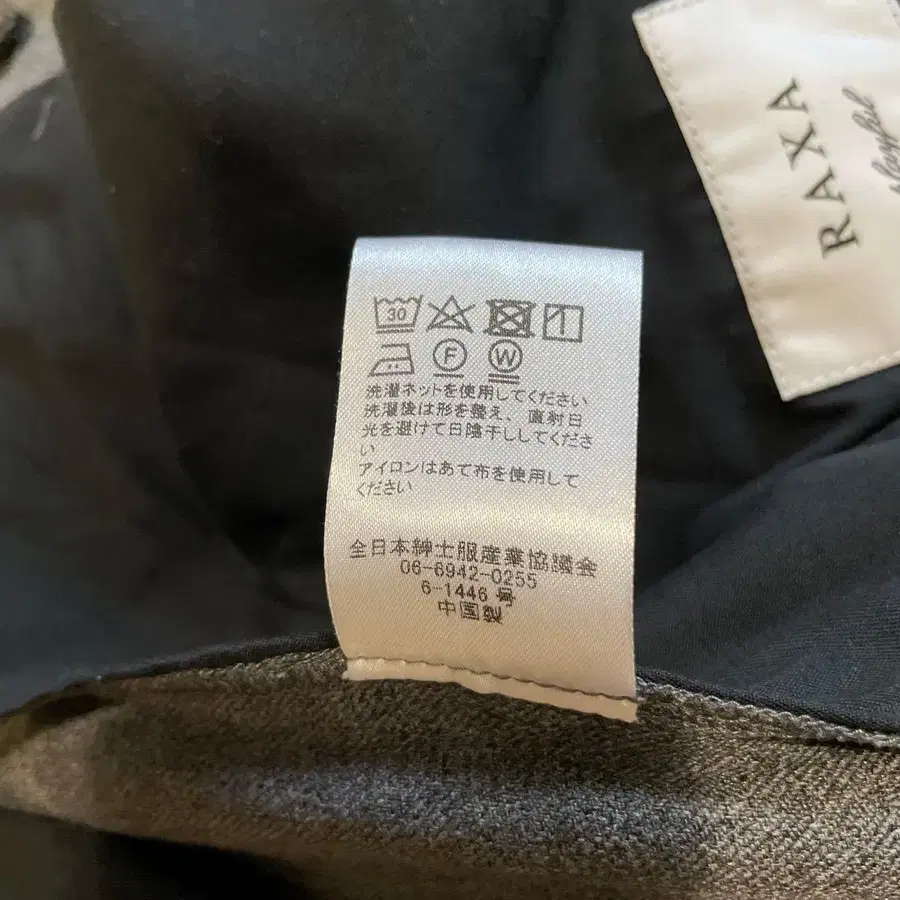 RAXA
30
F
W
洗濯ネットを使用してください
洗濯後は形を整え、直射日
光を避けて日陰干ししてくださ
い
アイロンはあて布を使用して
ください
全日本紳士服産業協議会
06-6942-0255
6-1446 号
中国製